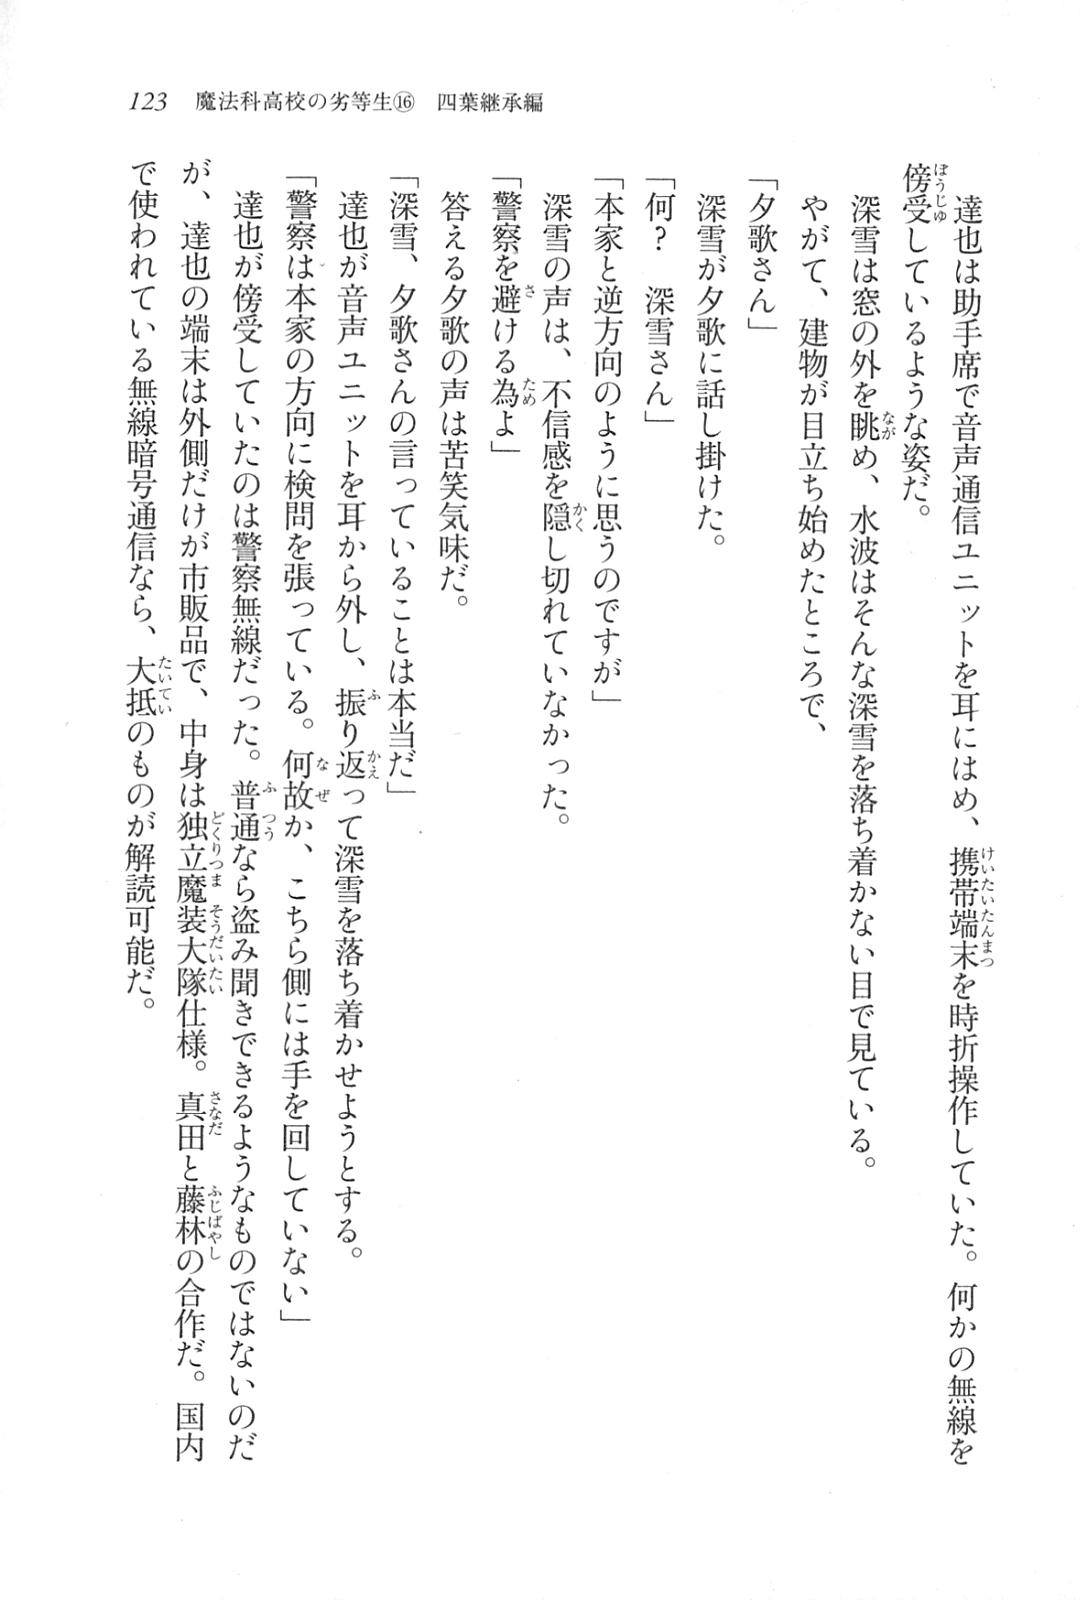 123　魔法科高校の劣等生⑯　四葉継承編
　達也は助手席で音声通信ユニットを耳にはめ、携帯端末を時折操作していた。何かの無線を
傍受しているような姿だ。
　深雪は窓の外を眺め、水波はそんな深雪を落ち着かない目で見ている。
　やがて、建物が目立ち始めたところで、
「夕歌さん」
　深雪が夕歌に話し掛けた。
「何？　深雪さん」
「本家と逆方向のように思うのですが」
　深雪の声は、不信感を隠し切れていなかった。
「警察を避ける為よ」
　答える夕歌の声は苦笑気味だ。
「深雪、夕歌さんの言っていることは本当だ」
　達也が音声ユニットを耳から外し、振り返って深雪を落ち着かせようとする。
「警察は本家の方向に検問を張っている。何故か、こちら側には手を回していない」
　達也が傍受していたのは警察無線だった。普通なら盗み聞きできるようなものではないのだ
が、達也の端末は外側だけが市販品で、中身は独立魔装大隊仕様。真田と藤林の合作だ。国内
で使われている無線暗号通信なら、大抵のものが解読可能だ。